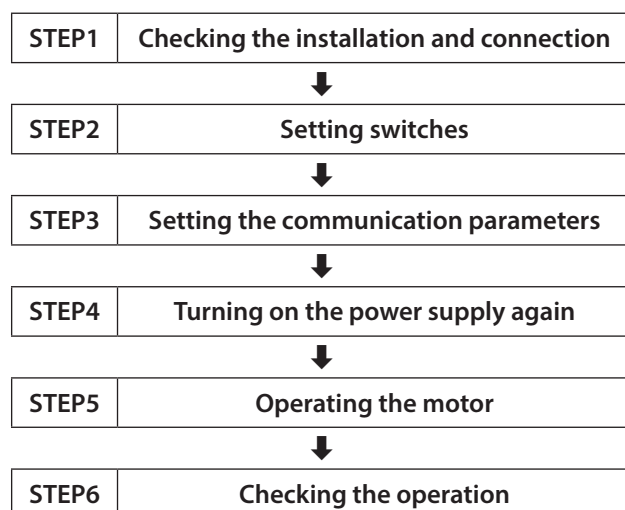 STEP1 Checking the installation and connection
STEP2 Setting switches
STEP3 Setting the communication parameters
STEP4 Turning on the power supply again
STEP5 Operating the motor
STEP6 Checking the operation